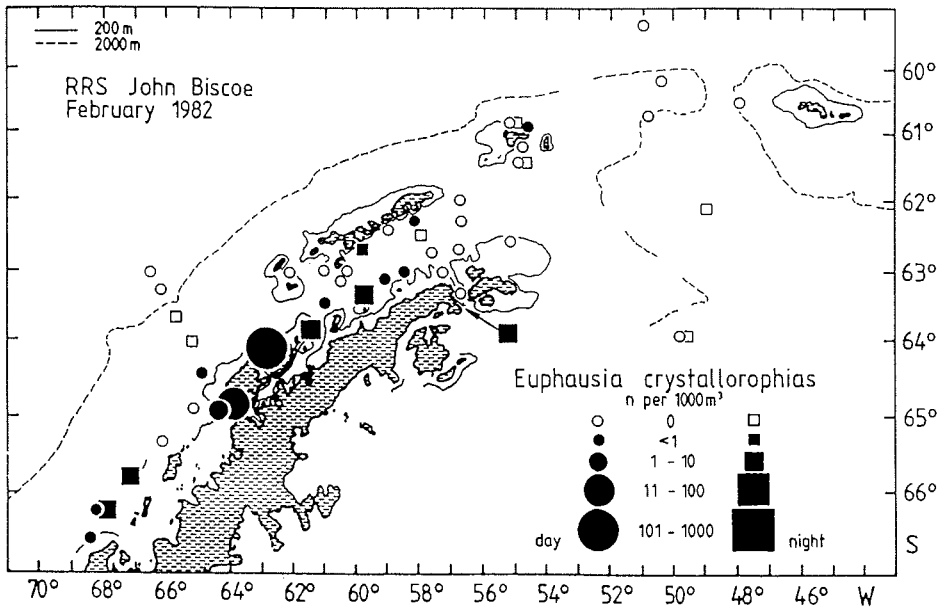 200m
2000m
RRS John Biscoe
February 1982
60°
61°
62°
63°
64°
65°
66°
S
Euphausia crystallorophias
n per 1000m³
0
<1
1 - 10
11 - 100
101 - 1000
day night
70° 68° 66° 64° 62° 60° 58° 56° 54° 52° 50° 48° 46° W